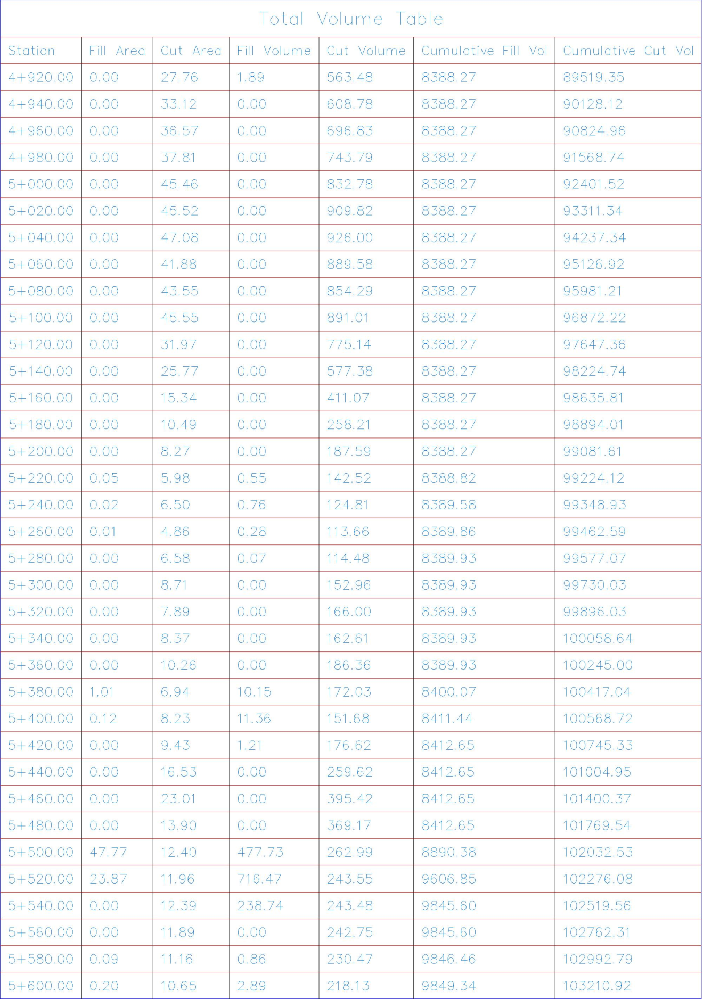 Total Volume Table
Station Fill Area Cut Area Fill Volume Cut Volume Cumulative Fill Vol Cumulative Cut Vol
4+920.00 0.00 27.76 1.89 563.48 8388.27 89519.35
4+940.00 0.00 33.12 0.00 608.78 8388.27 90128.12
4+960.00 0.00 36.57 0.00 696.83 8388.27 90824.96
4+980.00 0.00 37.81 0.00 743.79 8388.27 91568.74
5+000.00 0.00 45.46 0.00 832.78 8388.27 92401.52
5+020.00 0.00 45.52 0.00 909.82 8388.27 93311.34
5+040.00 0.00 47.08 0.00 926.00 8388.27 94237.34
5+060.00 0.00 41.88 0.00 889.58 8388.27 95126.92
5+080.00 0.00 43.55 0.00 854.29 8388.27 95981.21
5+100.00 0.00 45.55 0.00 891.01 8388.27 96872.22
5+120.00 0.00 31.97 0.00 775.14 8388.27 97647.36
5+140.00 0.00 25.77 0.00 577.38 8388.27 98224.74
5+160.00 0.00 15.34 0.00 411.07 8388.27 98635.81
5+180.00 0.00 10.49 0.00 258.21 8388.27 98894.01
5+200.00 0.00 8.27 0.00 187.59 8388.27 99081.61
5+220.00 0.05 5.98 0.55 142.52 8388.82 99224.12
5+240.00 0.02 6.50 0.76 124.81 8389.58 99348.93
5+260.00 0.01 4.86 0.28 113.66 8389.86 99462.59
5+280.00 0.00 6.58 0.07 114.48 8389.93 99577.07
5+300.00 0.00 8.71 0.00 152.96 8389.93 99730.03
5+320.00 0.00 7.89 0.00 166.00 8389.93 99896.03
5+340.00 0.00 8.37 0.00 162.61 8389.93 100058.64
5+360.00 0.00 10.26 0.00 186.36 8389.93 100245.00
5+380.00 1.01 6.94 10.15 172.03 8400.07 100417.04
5+400.00 0.12 8.23 11.36 151.68 8411.44 100568.72
5+420.00 0.00 9.43 1.21 176.62 8412.65 100745.33
5+440.00 0.00 16.53 0.00 259.62 8412.65 101004.95
5+460.00 0.00 23.01 0.00 395.42 8412.65 101400.37
5+480.00 0.00 13.90 0.00 369.17 8412.65 101769.54
5+500.00 47.77 12.40 477.73 262.99 8890.38 102032.53
5+520.00 23.87 11.96 716.47 243.55 9606.85 102276.08
5+540.00 0.00 12.39 238.74 243.48 9845.60 102519.56
5+560.00 0.00 11.89 0.00 242.75 9845.60 102762.31
5+580.00 0.09 11.16 0.86 230.47 9846.46 102992.79
5+600.00 0.20 10.65 2.89 218.13 9849.34 103210.92